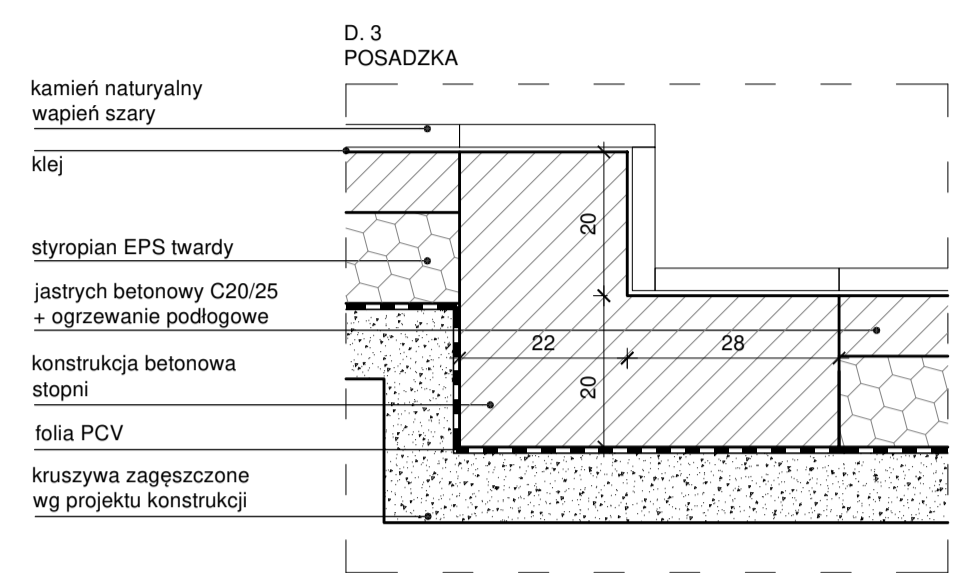 D. 3
POSADZKA
kamień naturyalny
wapień szary
klej
styropian EPS twardy
jastrych betonowy C20/25
+ ogrzewanie podłogowe
konstrukcja betonowa
stopni
folia PCV
kruszywa zagęszczone
wg projektu konstrukcji
20
22
28
20